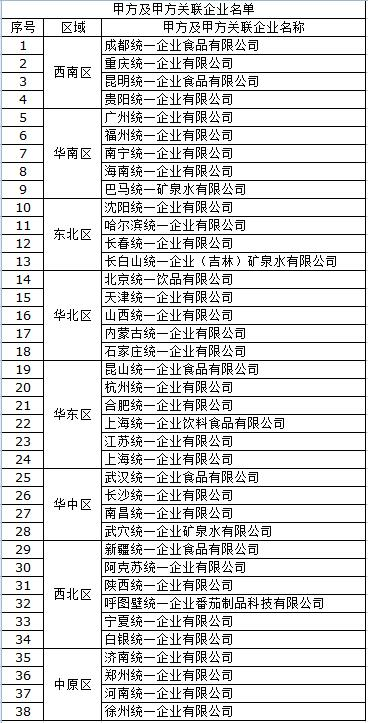 甲方及甲方关联企业名单
序号 区域 甲方及甲方关联企业名称
1 西南区 成都统一企业食品有限公司
2 重庆统一企业有限公司
3 昆明统一企业食品有限公司
4 贵阳统一企业有限公司
5 华南区 广州统一企业有限公司
6 福州统一企业有限公司
7 南宁统一企业有限公司
8 海南统一企业有限公司
9 巴马统一矿泉水有限公司
10 东北区 沈阳统一企业有限公司
11 哈尔滨统一企业有限公司
12 长春统一企业有限公司
13 长白山统一企业（吉林）矿泉水有限公司
14 华北区 北京统一饮品有限公司
15 天津统一企业有限公司
16 山西统一企业有限公司
17 内蒙古统一企业有限公司
18 石家庄统一企业有限公司
19 华东区 昆山统一企业食品有限公司
20 杭州统一企业有限公司
21 合肥统一企业有限公司
22 上海统一企业饮料食品有限公司
23 江苏统一企业有限公司
24 上海统一企业有限公司
25 华中区 武汉统一企业食品有限公司
26 长沙统一企业有限公司
27 南昌统一企业有限公司
28 武穴统一企业矿泉水有限公司
29 西北区 新疆统一企业食品有限公司
30 阿克苏统一企业有限公司
31 陕西统一企业有限公司
32 呼图壁统一企业番茄制品科技有限公司
33 宁夏统一企业有限公司
34 白银统一企业有限公司
35 中原区 济南统一企业有限公司
36 郑州统一企业有限公司
37 河南统一企业有限公司
38 徐州统一企业有限公司